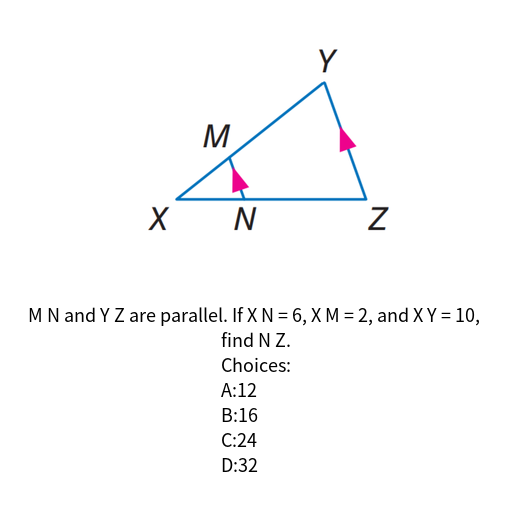 Y
M
X N Z
M N and Y Z are parallel. If X N = 6, X M = 2, and X Y = 10,
find N Z.
Choices:
A:12
B:16
C:24
D:32